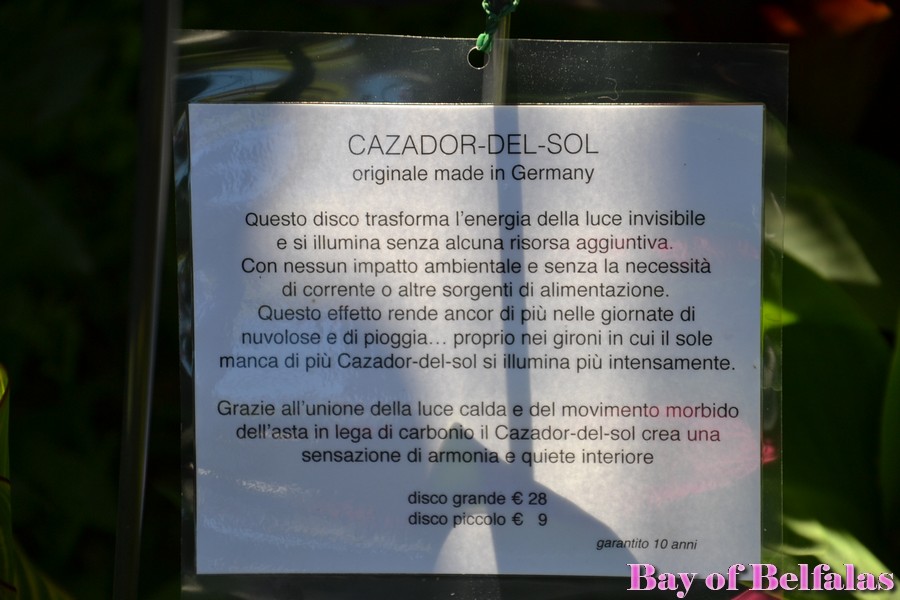 CAZADOR-DEL-SOL
originale made in Germany
Questo disco trasforma l'energia della luce invisibile
e si illumina senza alcuna risorsa aggiuntiva.
Con nessun impatto ambientale e senza la necessità
di corrente o altre sorgenti di alimentazione.
Questo effetto rende ancor di più nelle giornate di
nuvolose e di pioggia... proprio nei gironi in cui il sole
manca di più Cazador-del-sol si illumina più intensamente.
Grazie all'unione della luce calda e del movimento morbido
dell'asta in lega di carbonio il Cazador-del-sol crea una
sensazione di armonia e quiete interiore
disco grande € 28
disco piccolo € 9
garantito 10 anni
Bay of Belfalas